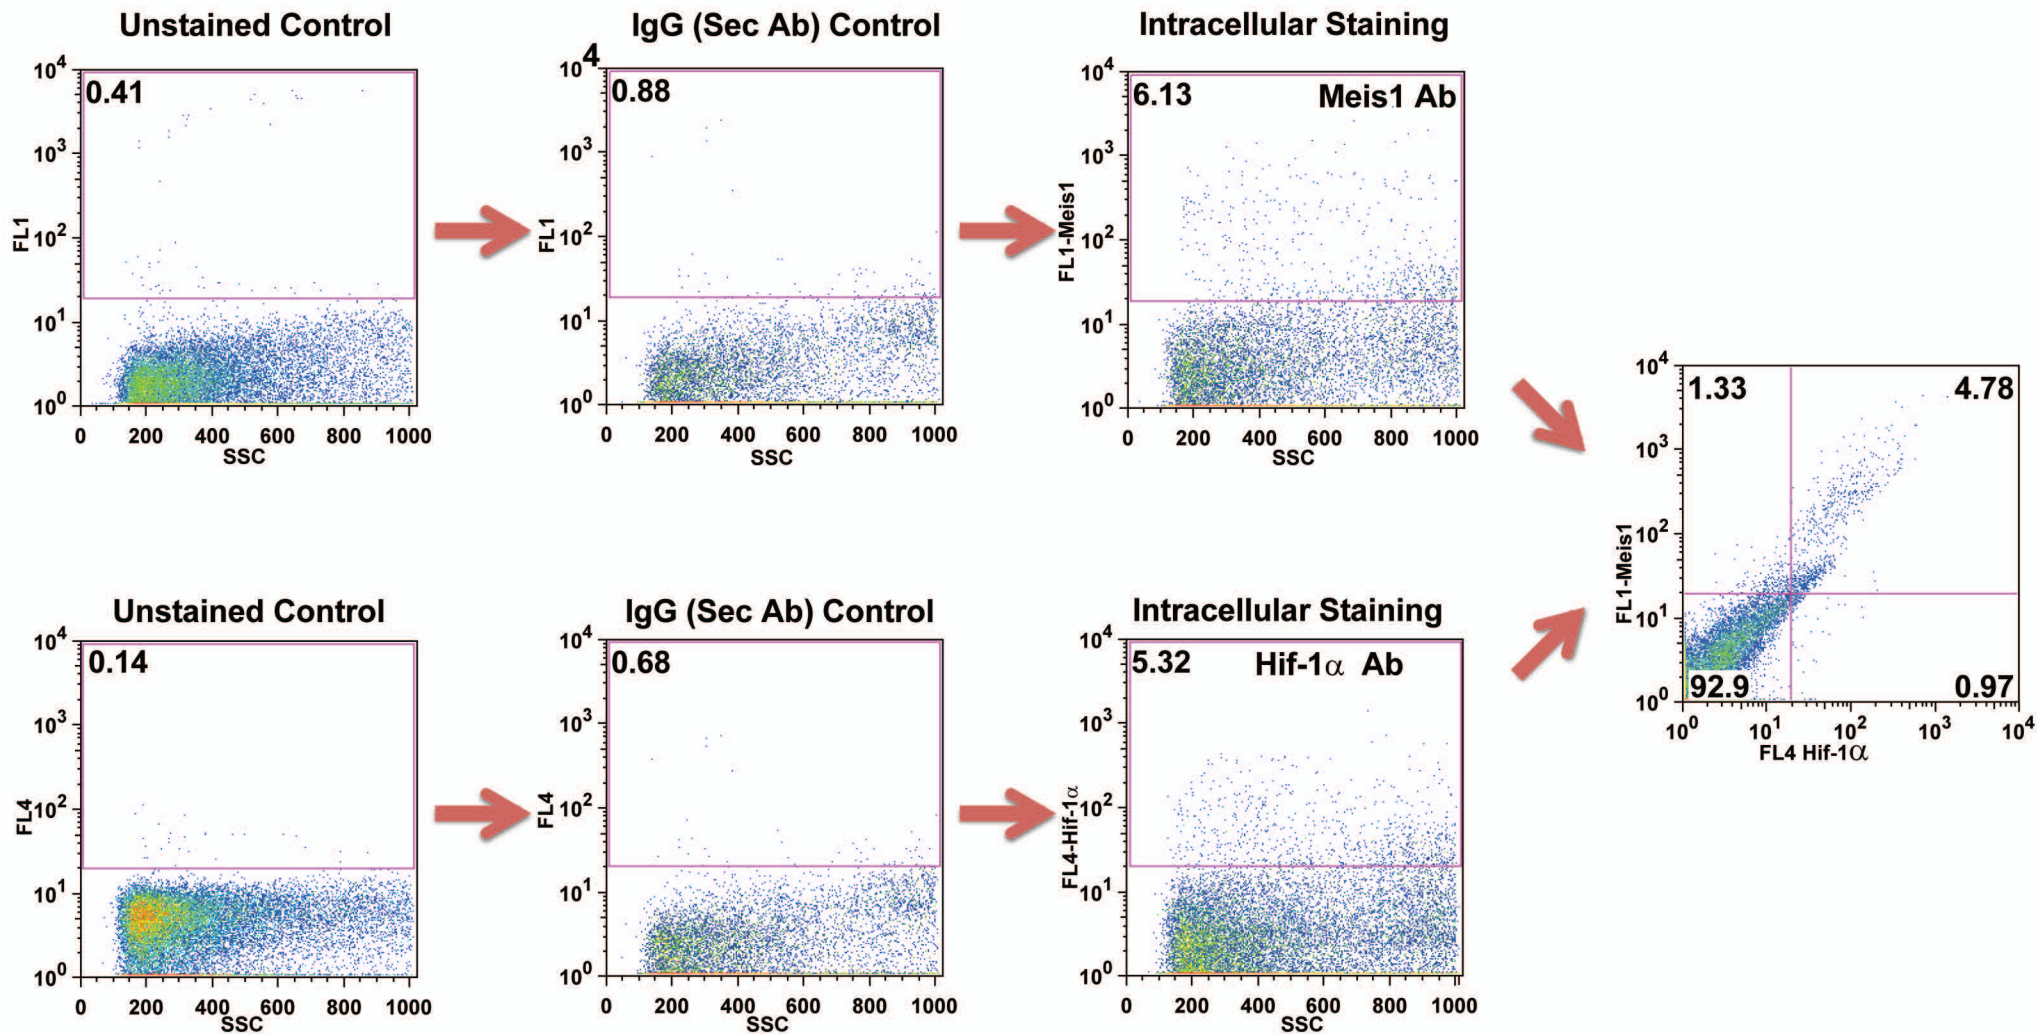 Unstained Control
IgG (Sec Ab) Control
Intracellular Staining
10⁴
10³
10²
10¹
10⁰
0.41
FL1
0 200 400 600 800 1000
SSC
4
10⁴
10³
10²
10¹
10⁰
0.88
FL1
0 200 400 600 800 1000
SSC
10⁴
10³
10²
10¹
10⁰
6.13 Meis1 Ab
FL1-Meis1
0 200 400 600 800 1000
SSC
Unstained Control
IgG (Sec Ab) Control
Intracellular Staining
10⁴
10³
10²
10¹
10⁰
0.14
FL4
0 200 400 600 800 1000
SSC
10⁴
10³
10²
10¹
10⁰
0.68
FL4
0 200 400 600 800 1000
SSC
10⁴
10³
10²
10¹
10⁰
5.32 Hif-1α Ab
FL4-Hif-1α
0 200 400 600 800 1000
SSC
10⁴
10³
10²
10¹
10⁰
1.33 4.78
FL1-Meis1
92.9 0.97
10⁰ 10¹ 10² 10³ 10⁴
FL4 Hif-1α